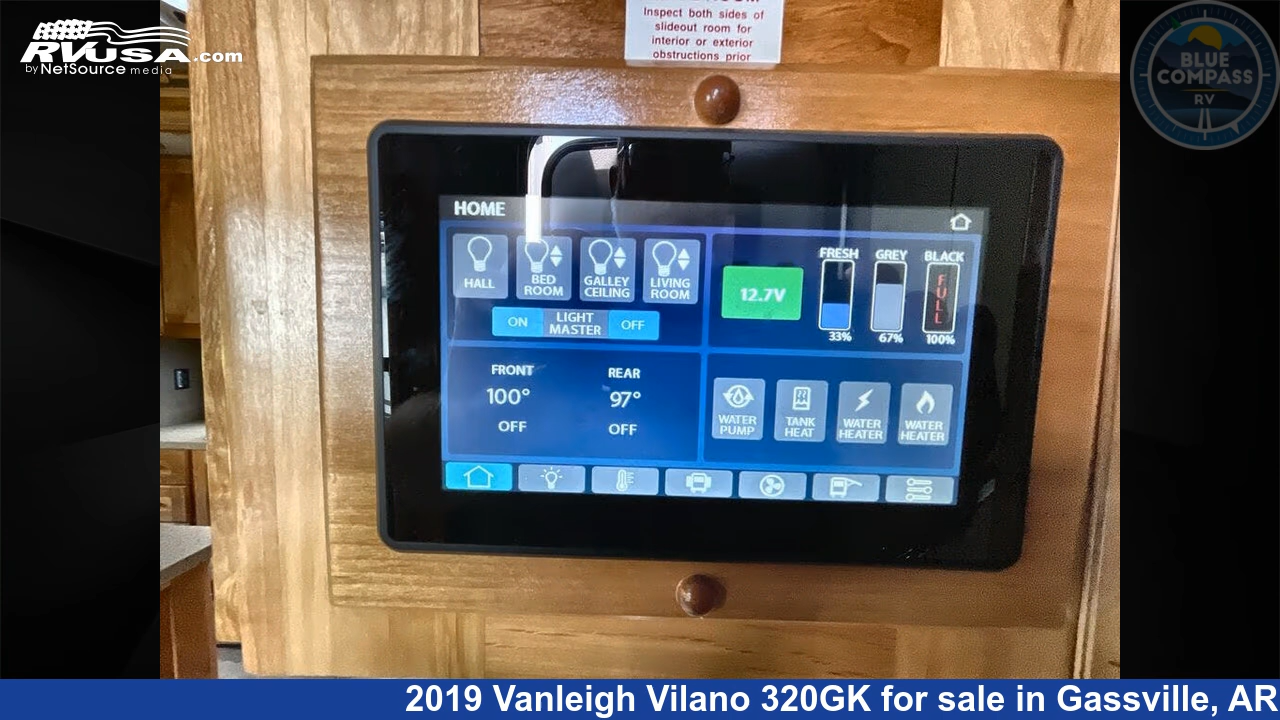 RVUSA.com
by NetSource media
Inspect both sides of
slideout room for
interior or exterior
obstructions prior
BLUE
COMPASS
RV
HOME
HALL
BED
ROOM
GALLEY
CEILING
LIVING
ROOM
ON
LIGHT
MASTER
OFF
12.7V
FRESH
GREY
BLACK
FULL
33%
67%
100%
FRONT
REAR
100°
97°
OFF
OFF
WATER
PUMP
TANK
HEAT
WATER
HEATER
WATER
HEATER
2019 Vanleigh Vilano 320GK for sale in Gassville, AR